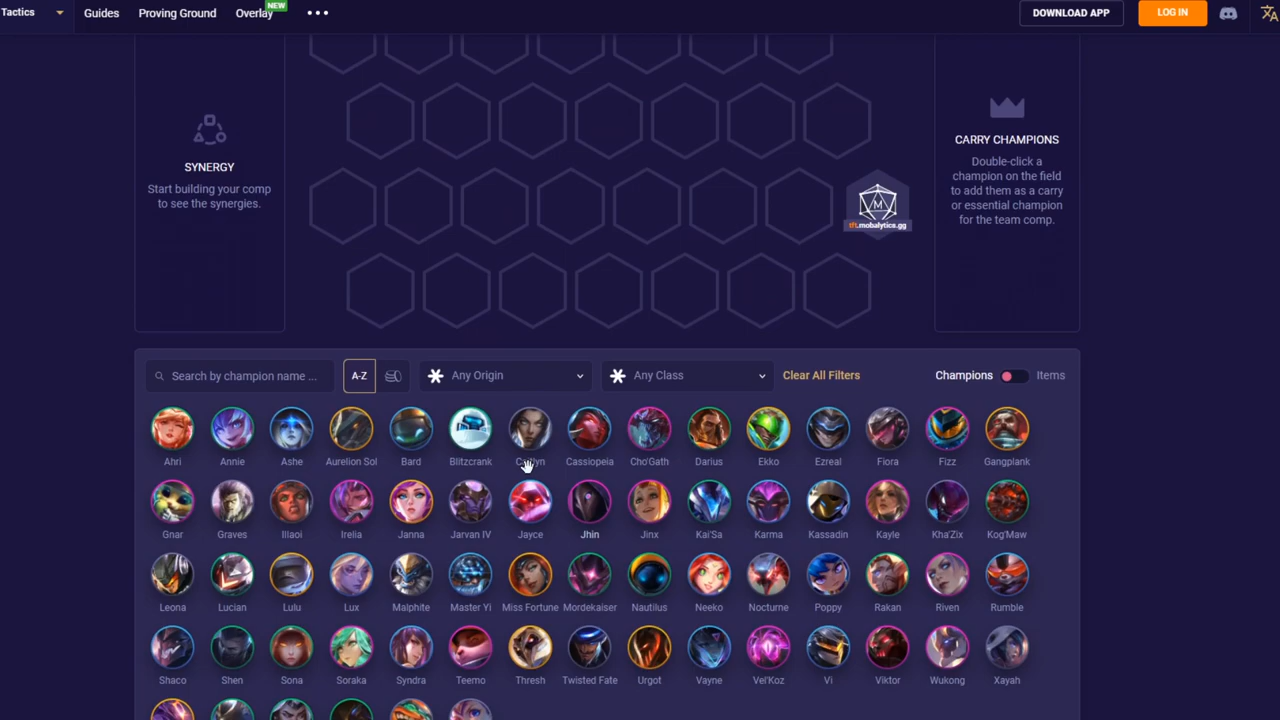 Tactics Guides Proving Ground Overlay NEW DOWNLOAD APP LOG IN
SYNERGY
Start building your comp
to see the synergies.
M
tft.mobalytics.gg
CARRY CHAMPIONS
Double-click a
champion on the field
to add them as a carry
or essential champion
for the team comp.
Search by champion name ... A-Z Any Origin Any Class Clear All Filters Champions Items
Ahri Annie Ashe Aurelion Sol Bard Blitzcrank Caitlyn Cassiopeia Cho'Gath Darius Ekko Ezreal Fiora Fizz Gangplank
Gnar Graves Illaoi Irelia Janna Jarvan IV Jayce Jhin Jinx Kai'Sa Karma Kassadin Kayle Kha'Zix Kog'Maw
Leona Lucian Lulu Lux Malphite Master Yi Miss Fortune Mordekaiser Nautilus Neeko Nocturne Poppy Rakan Riven Rumble
Shaco Shen Sona Soraka Syndra Teemo Thresh Twisted Fate Urgot Vayne Vel'Koz Vi Viktor Wukong Xayah